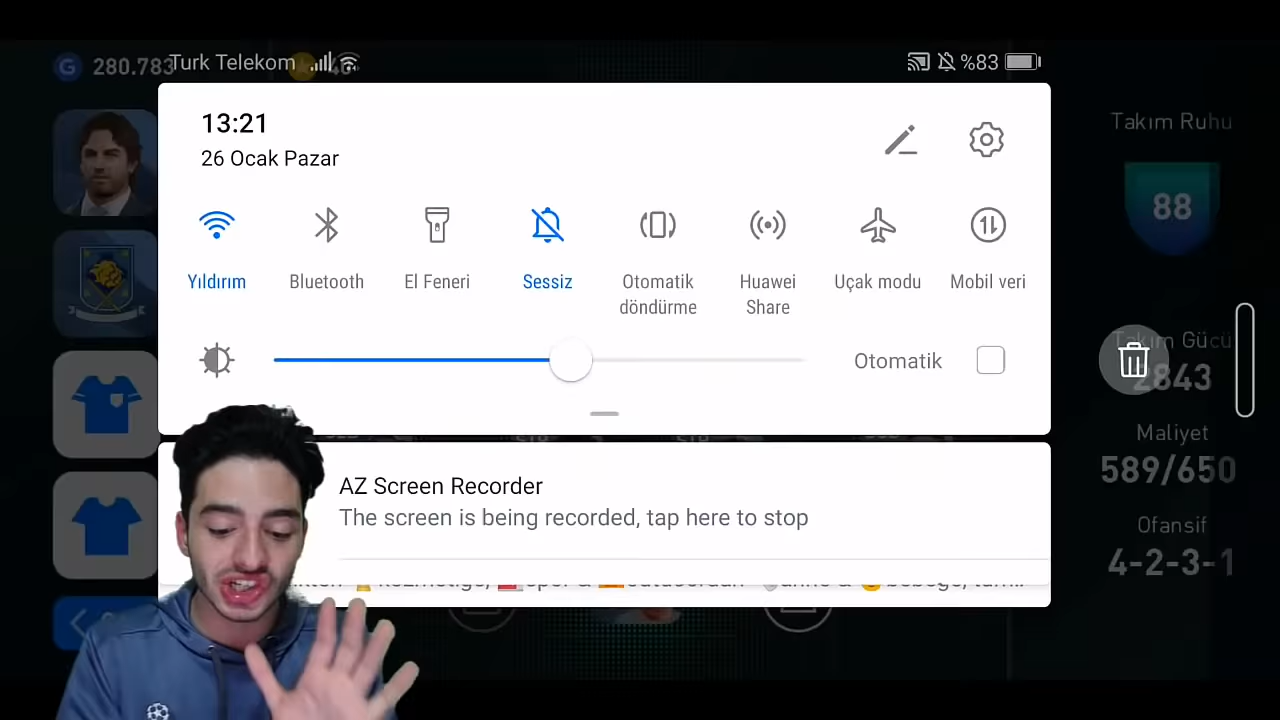 280.783
Turk Telekom
%83
13:21
26 Ocak Pazar
Yıldırım
Bluetooth
El Feneri
Sessiz
Otomatik
döndürme
Huawei
Share
Uçak modu
Mobil veri
Otomatik
AZ Screen Recorder
The screen is being recorded, tap here to stop
Takım Ruhu
88
Takım Gücü
2843
Maliyet
589/650
Ofansif
4-2-3-1